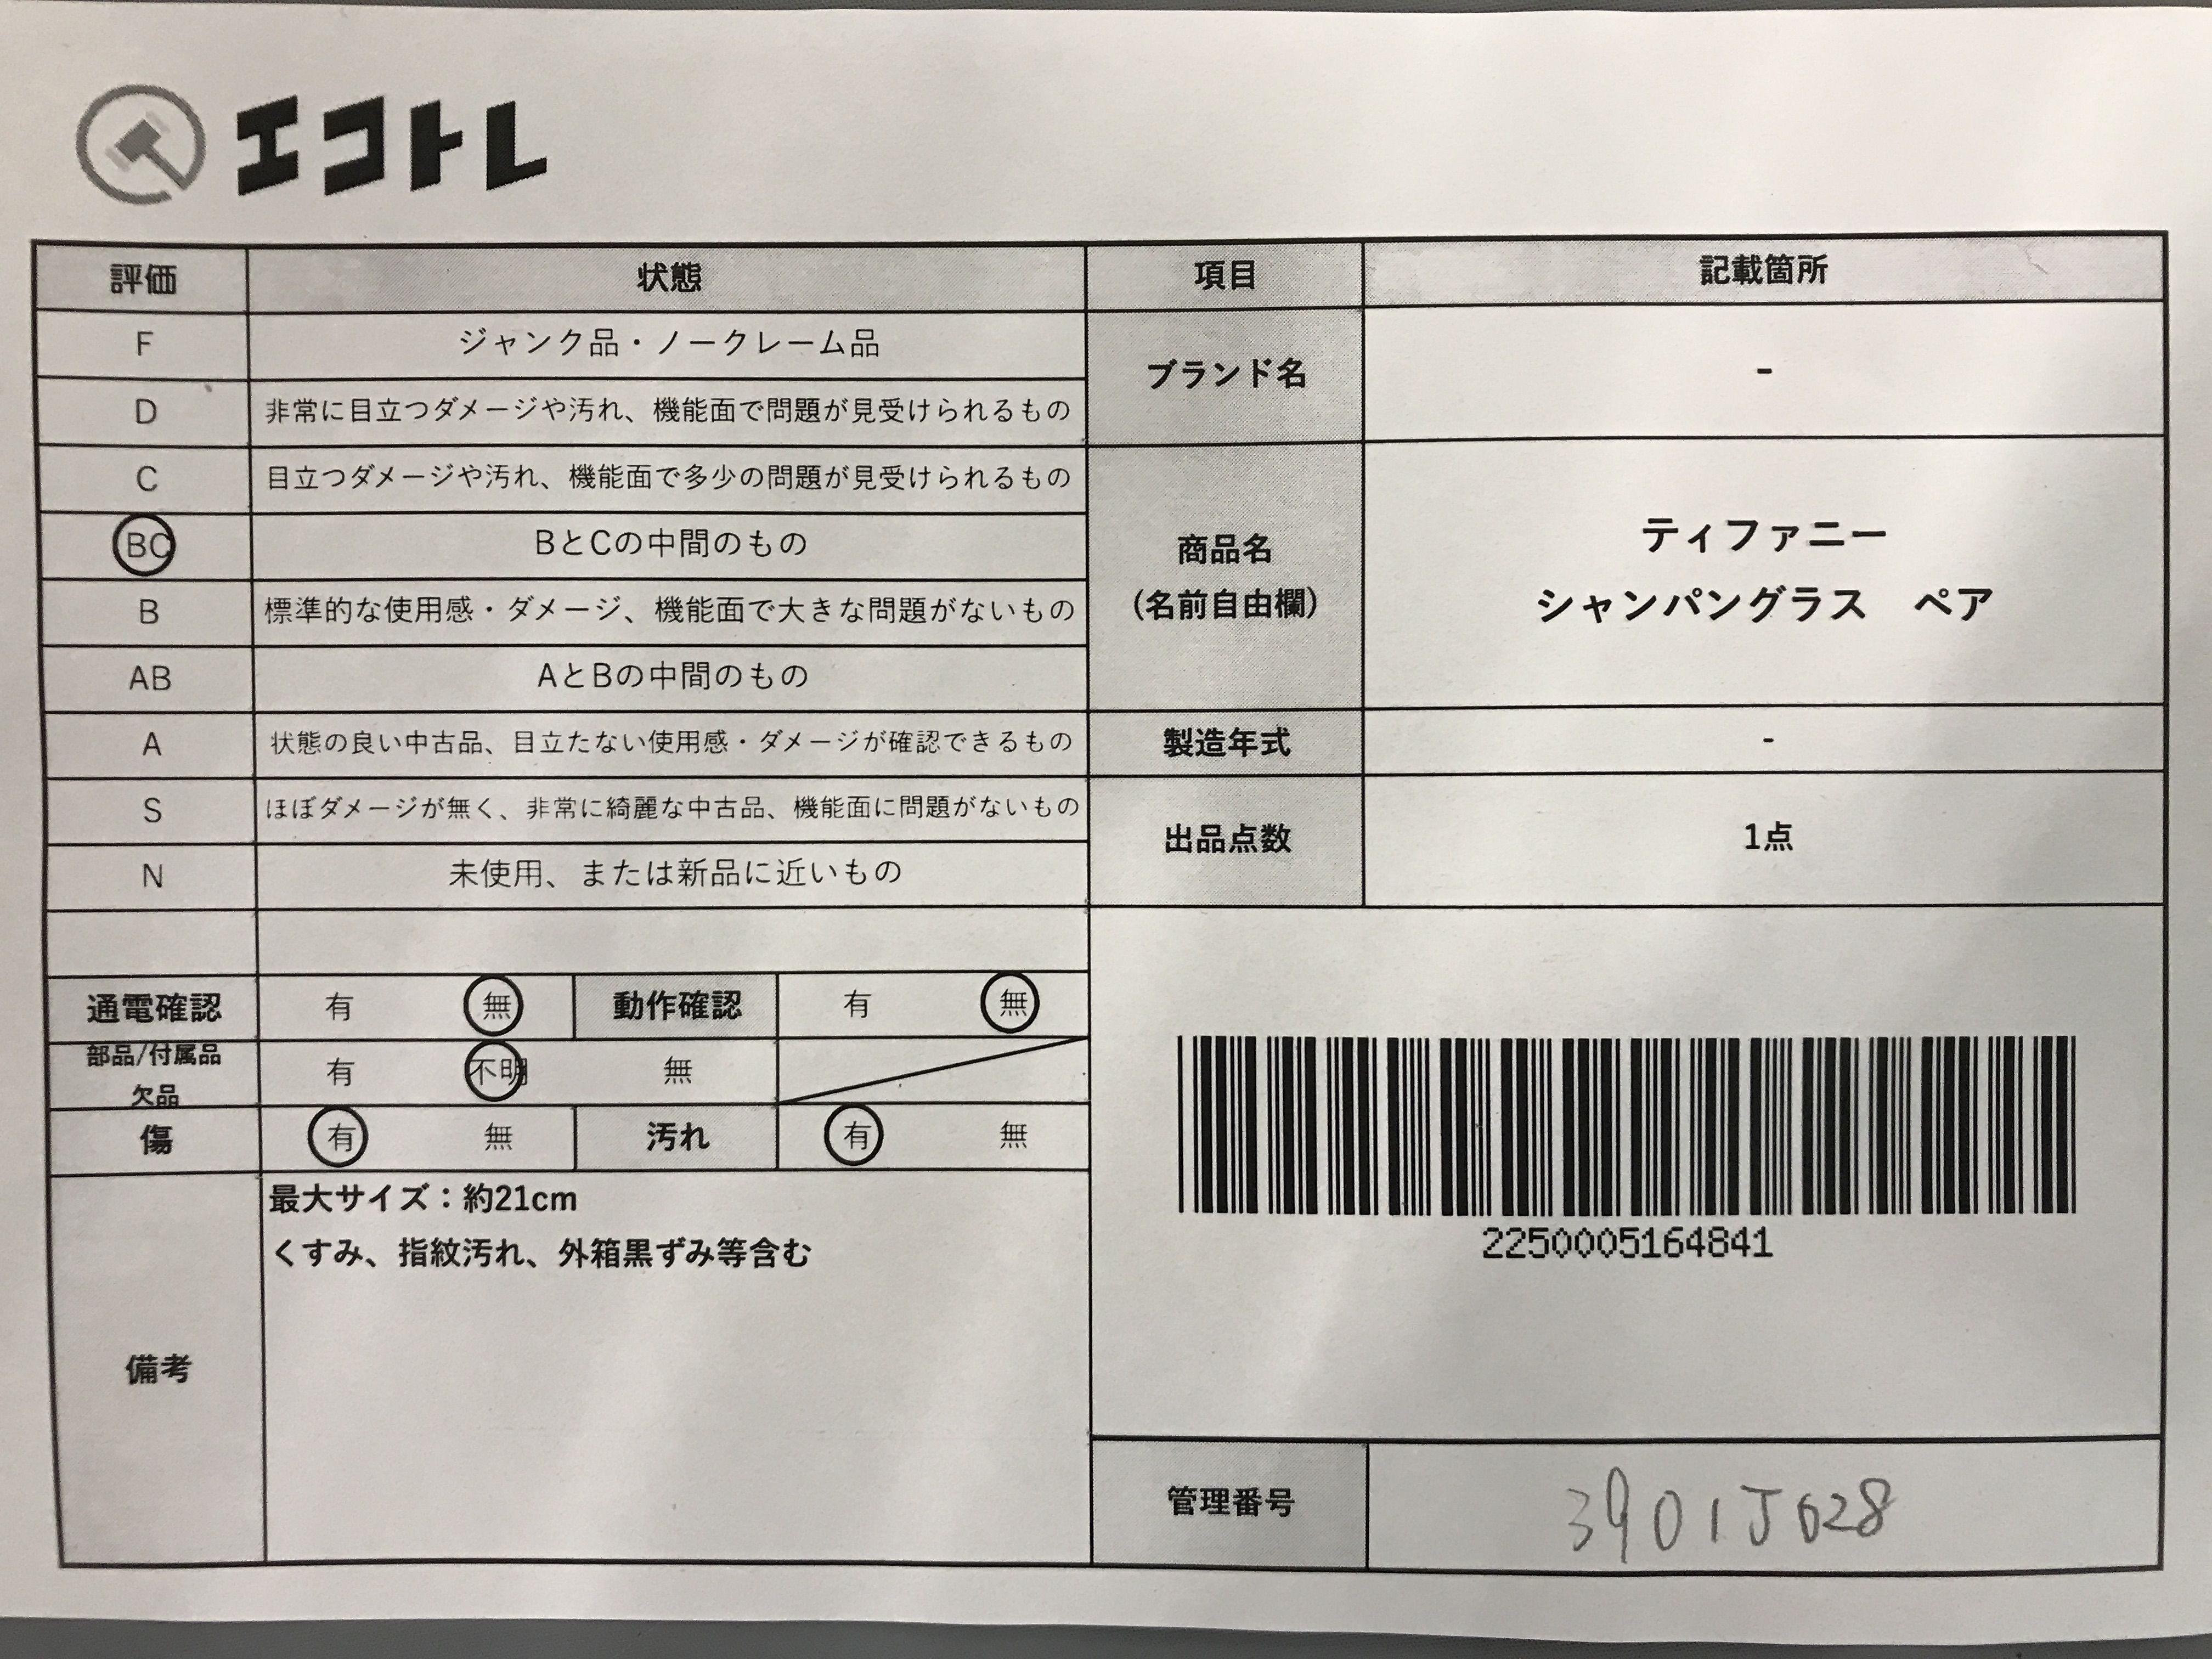 エコトレ
評価 状態 項目 記載箇所
F ジャンク品・ノークレーム品
ブランド名 -
D 非常に目立つダメージや汚れ、機能面で問題が見受けられるもの
C 目立つダメージや汚れ、機能面で多少の問題が見受けられるもの
BC BとCの中間のもの
商品名
(名前自由欄)
ティファニー
シャンパングラス ペア
B 標準的な使用感・ダメージ、機能面で大きな問題がないもの
AB AとBの中間のもの
A 状態の良い中古品、目立たない使用感・ダメージが確認できるもの
製造年式 -
S ほぼダメージが無く、非常に綺麗な中古品、機能面に問題がないもの
出品点数 1点
N 未使用、または新品に近いもの
通電確認 有 無 動作確認 有 無
部品/付属品
欠品
有 不明 無
傷 有 無 汚れ 有 無
備考
最大サイズ：約21cm
くすみ、指紋汚れ、外箱黒ずみ等含む
2250005164841
管理番号 3901J028